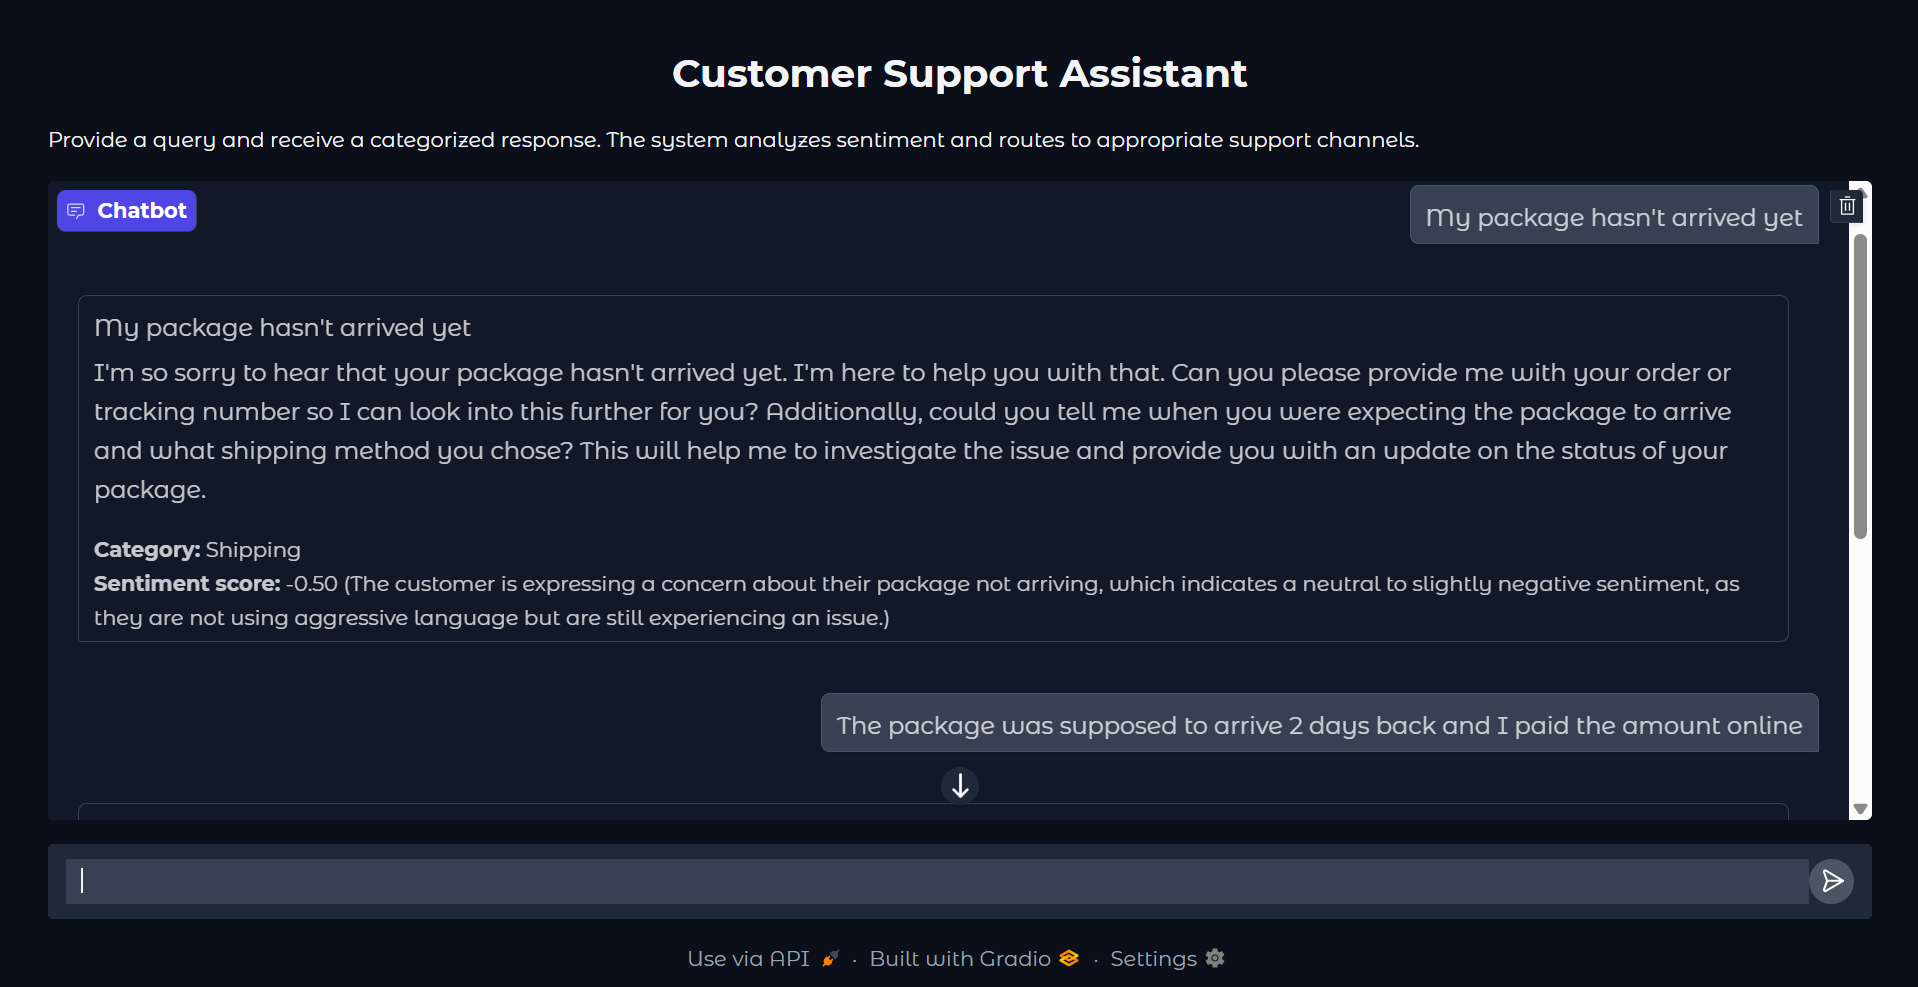 Customer Support Assistant
Provide a query and receive a categorized response. The system analyzes sentiment and routes to appropriate support channels.
Chatbot
My package hasn't arrived yet
My package hasn't arrived yet
I'm so sorry to hear that your package hasn't arrived yet. I'm here to help you with that. Can you please provide me with your order or
tracking number so I can look into this further for you? Additionally, could you tell me when you were expecting the package to arrive
and what shipping method you chose? This will help me to investigate the issue and provide you with an update on the status of your
package.
Category: Shipping
Sentiment score: -0.50 (The customer is expressing a concern about their package not arriving, which indicates a neutral to slightly negative sentiment, as
they are not using aggressive language but are still experiencing an issue.)
The package was supposed to arrive 2 days back and I paid the amount online
Use via API · Built with Gradio · Settings